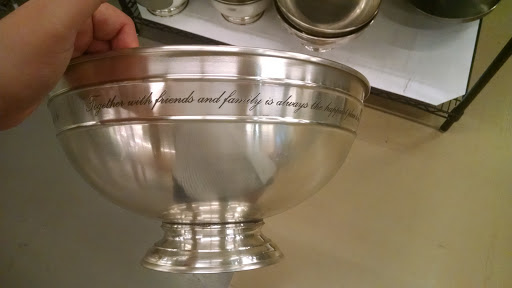 Together with friends and family is always the